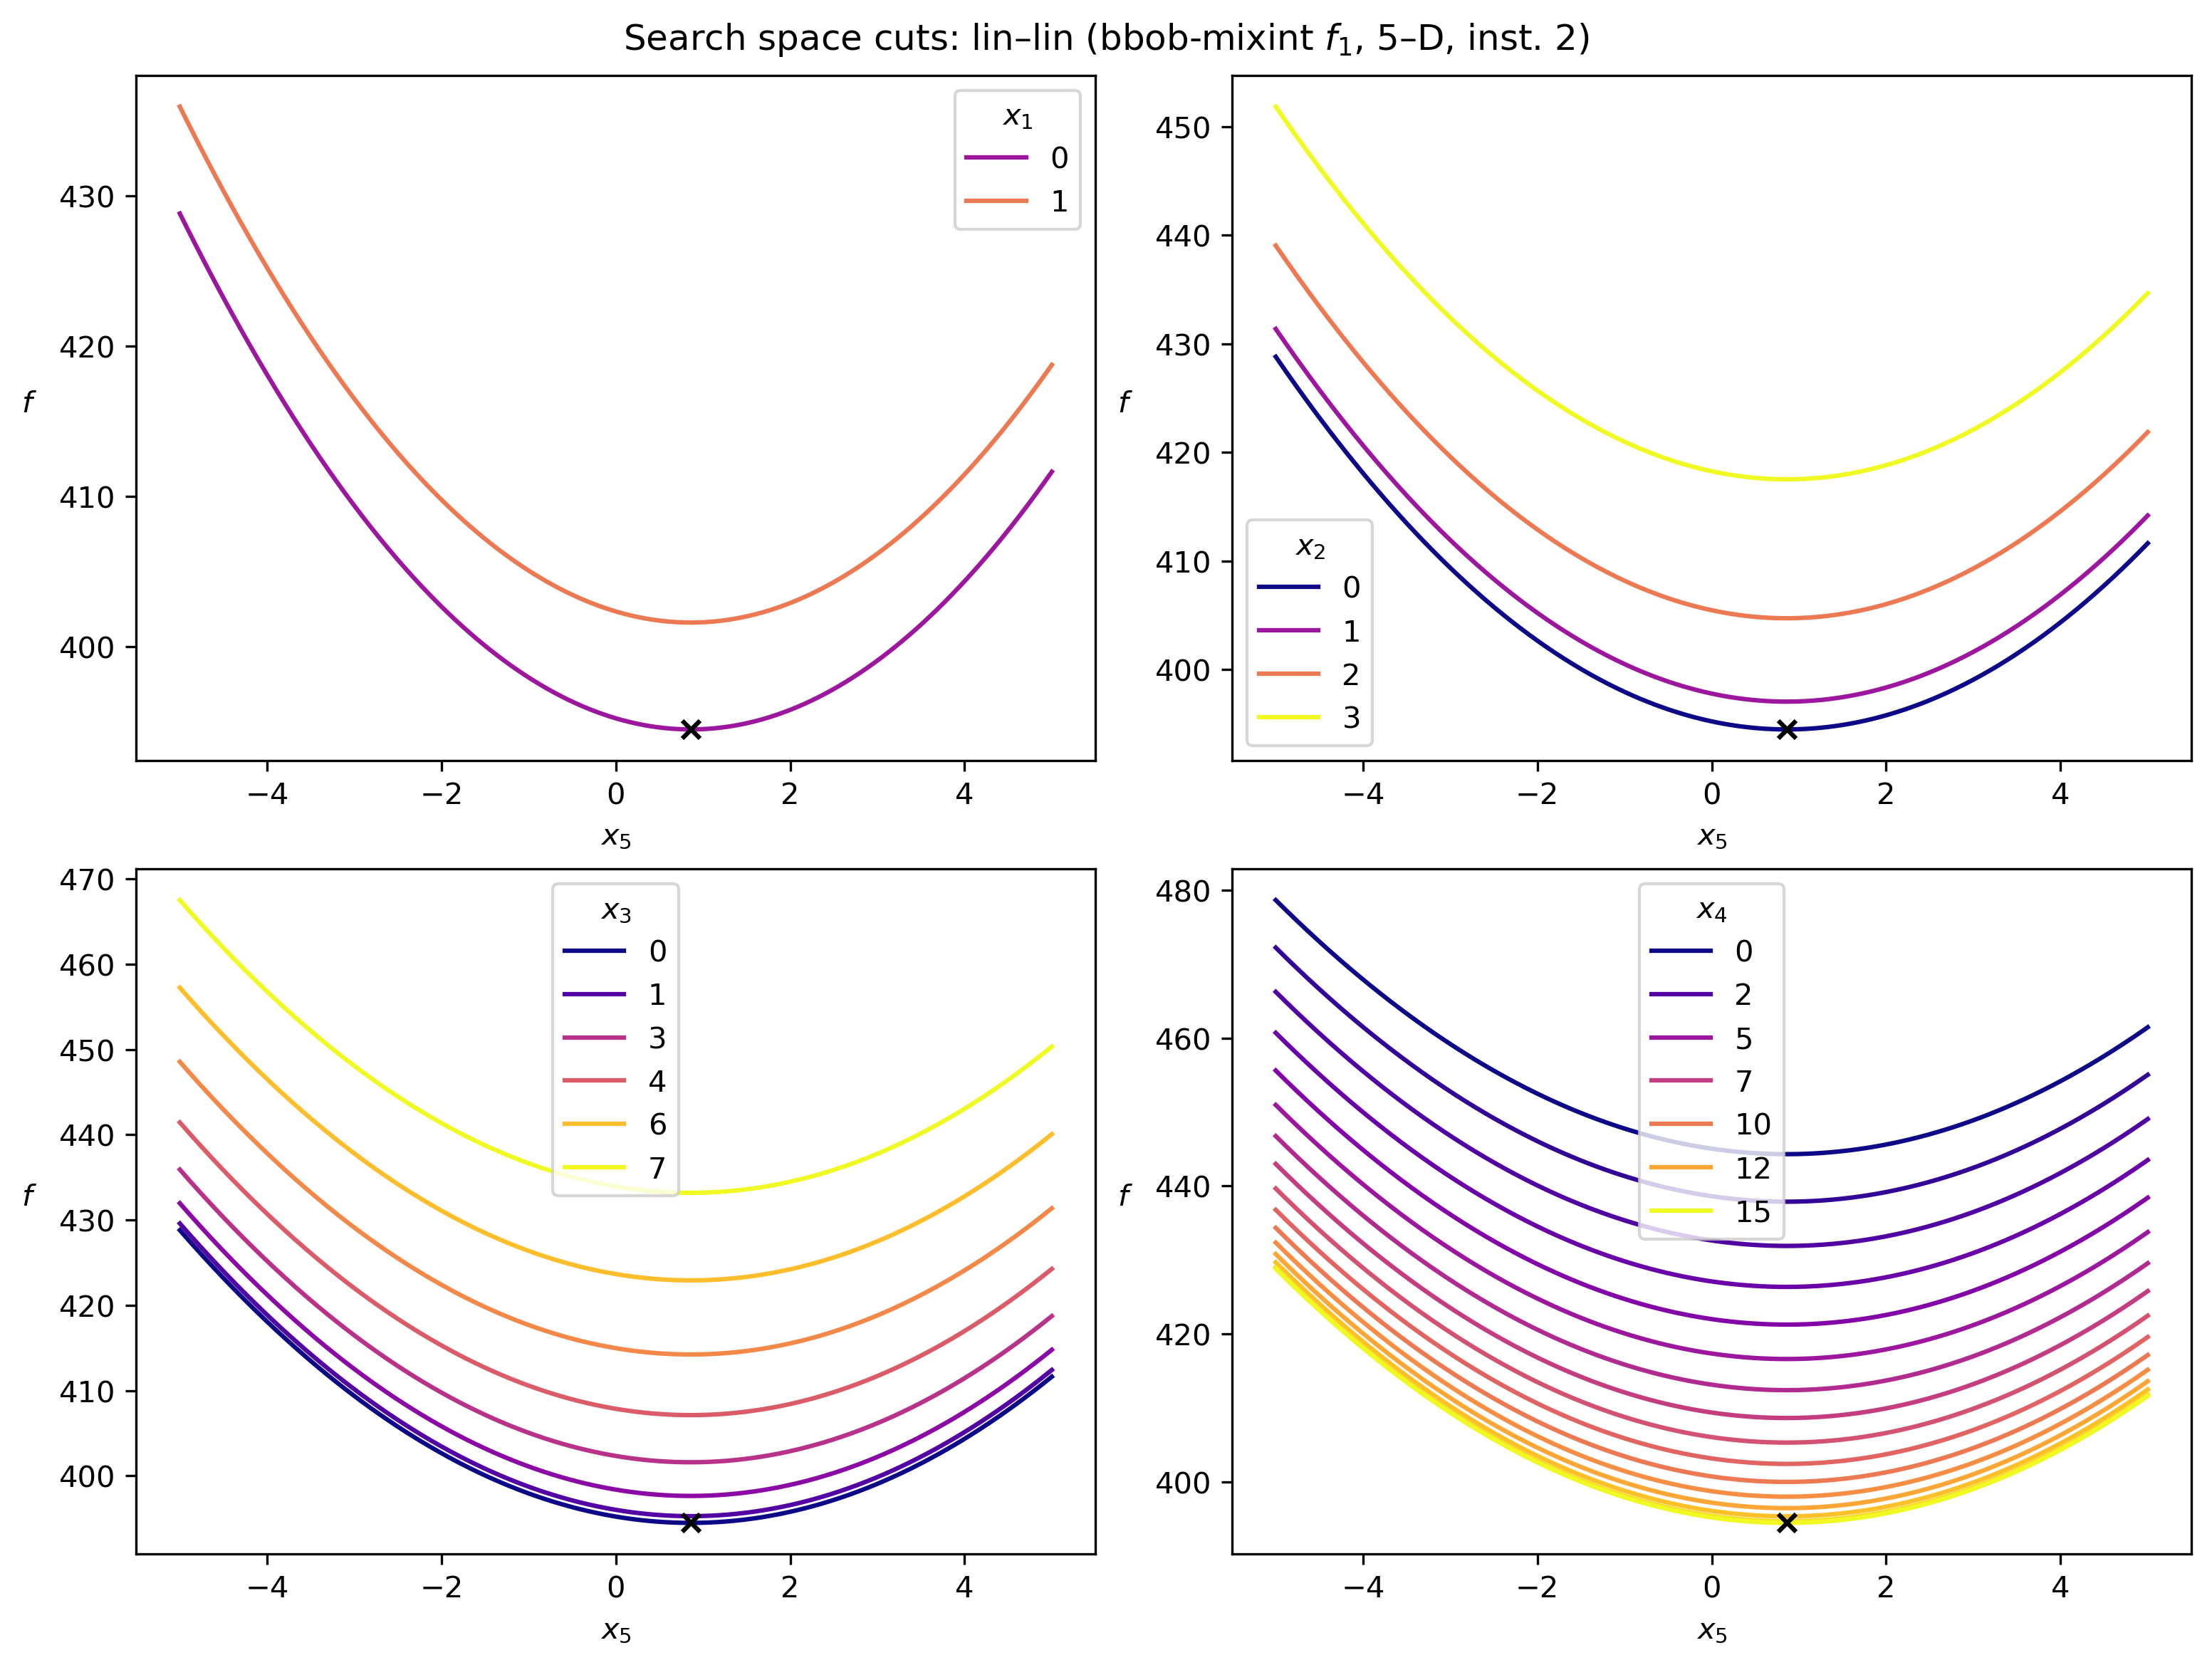 Search space cuts: lin–lin (bbob-mixint f₁, 5–D, inst. 2)
430
420
410
400
f
−4 −2 0 2 4
x₅
x₁
0
1
450
440
430
420
410
400
f
−4 −2 0 2 4
x₅
x₂
0
1
2
3
470
460
450
440
430
420
410
400
f
−4 −2 0 2 4
x₅
x₃
0
1
3
4
6
7
480
460
440
420
400
f
−4 −2 0 2 4
x₅
x₄
0
2
5
7
10
12
15